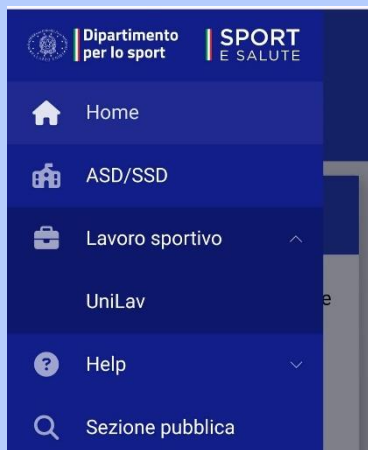 Dipartimento
per lo sport
SPORT
E SALUTE
Home
ASD/SSD
Lavoro sportivo
UniLav
e
? Help
Sezione pubblica